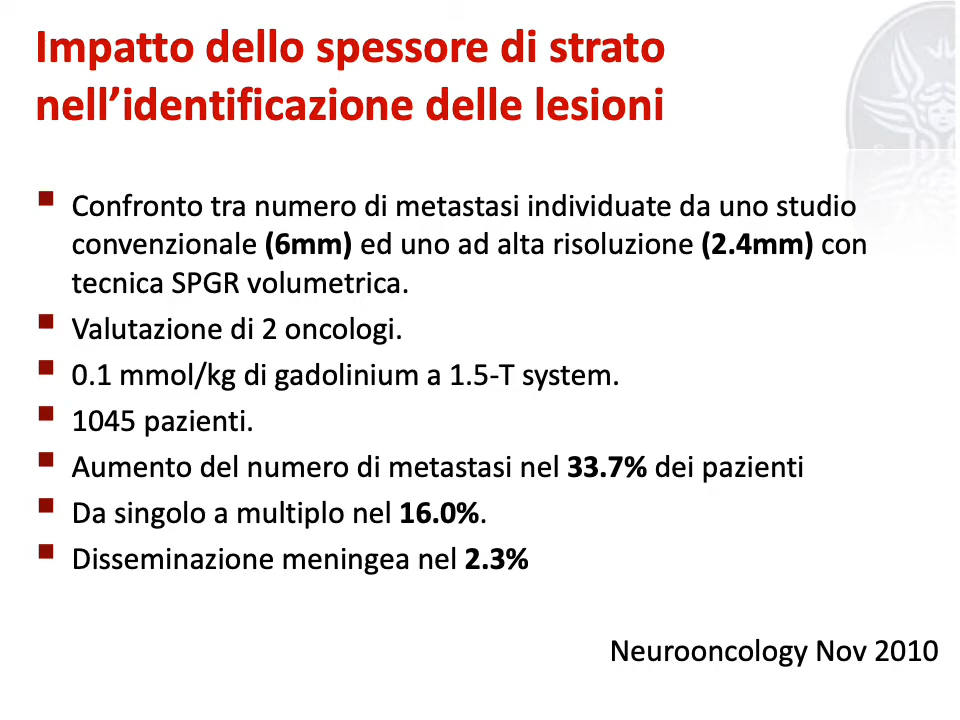 Impatto dello spessore di strato
nell’identificazione delle lesioni
Confronto tra numero di metastasi individuate da uno studio
convenzionale (6mm) ed uno ad alta risoluzione (2.4mm) con
tecnica SPGR volumetrica.
Valutazione di 2 oncologi.
0.1 mmol/kg di gadolinium a 1.5-T system.
1045 pazienti.
Aumento del numero di metastasi nel 33.7% dei pazienti
Da singolo a multiplo nel 16.0%.
Disseminazione meningea nel 2.3%
Neurooncology Nov 2010